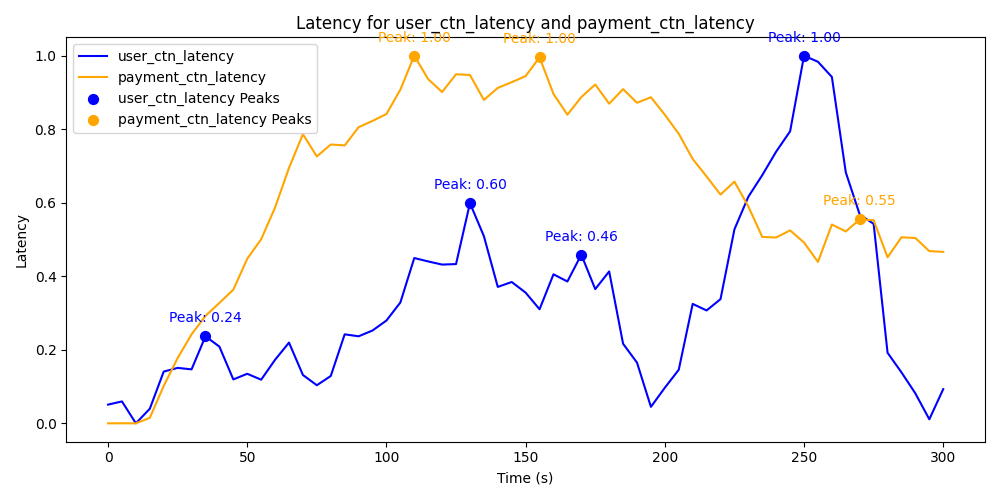 Latency for user_ctn_latency and payment_ctn_latency
Peak: 1.00
Peak: 1.00
Peak: 1.00
user_ctn_latency
payment_ctn_latency
user_ctn_latency Peaks
payment_ctn_latency Peaks
Peak: 0.60
Peak: 0.55
Peak: 0.46
Peak: 0.24
Latency
1.0
0.8
0.6
0.4
0.2
0.0
0
50
100
150
200
250
300
Time (s)